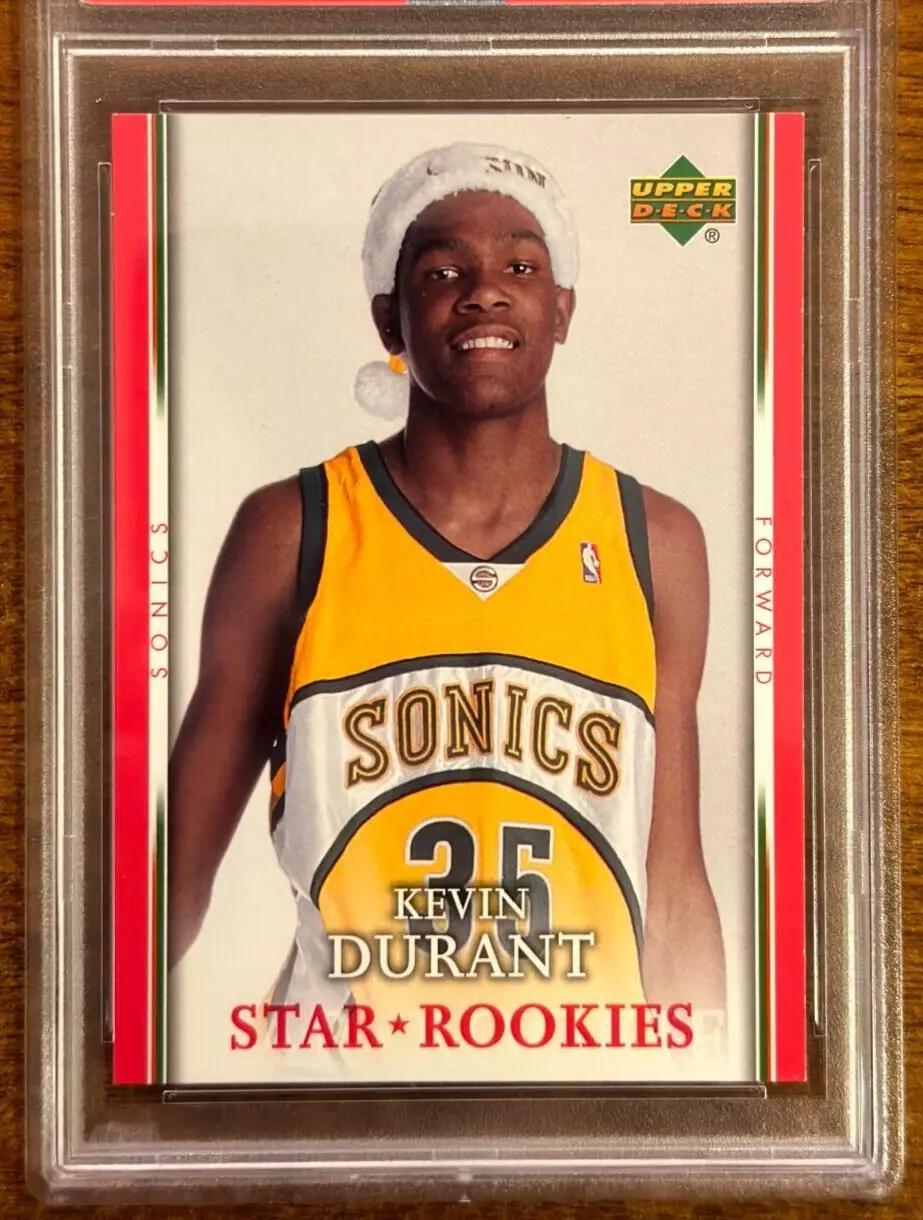 UPPER
D·E·C·K
®
SONICS
FORWARD
SONICS
35
KEVIN
DURANT
STAR★ROOKIES